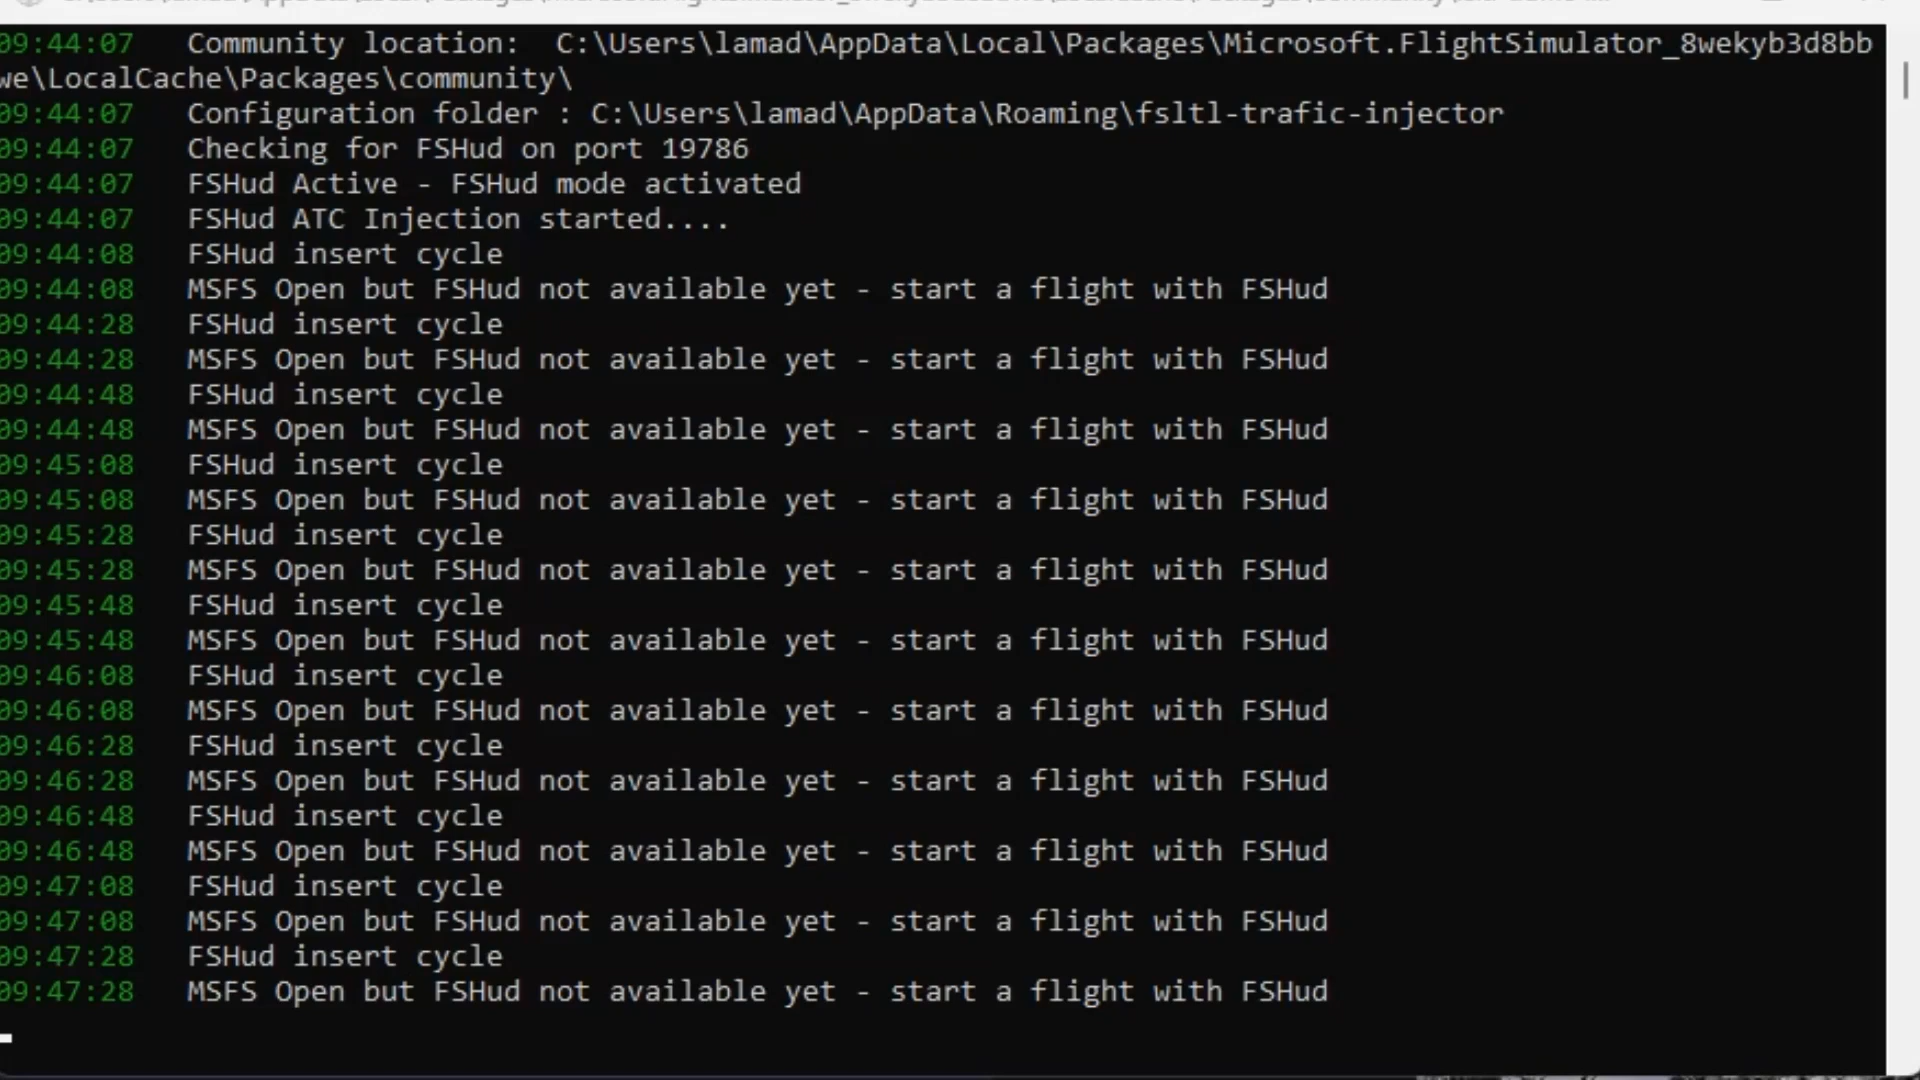 09:44:07 Community location: C:\Users\lamad\AppData\Local\Packages\Microsoft.FlightSimulator_8wekyb3d8bb
we\LocalCache\Packages\community\
09:44:07 Configuration folder : C:\Users\lamad\AppData\Roaming\fsltl-trafic-injector
09:44:07 Checking for FSHud on port 19786
09:44:07 FSHud Active - FSHud mode activated
09:44:07 FSHud ATC Injection started....
09:44:08 FSHud insert cycle
09:44:08 MSFS Open but FSHud not available yet - start a flight with FSHud
09:44:28 FSHud insert cycle
09:44:28 MSFS Open but FSHud not available yet - start a flight with FSHud
09:44:48 FSHud insert cycle
09:44:48 MSFS Open but FSHud not available yet - start a flight with FSHud
09:45:08 FSHud insert cycle
09:45:08 MSFS Open but FSHud not available yet - start a flight with FSHud
09:45:28 FSHud insert cycle
09:45:28 MSFS Open but FSHud not available yet - start a flight with FSHud
09:45:48 FSHud insert cycle
09:45:48 MSFS Open but FSHud not available yet - start a flight with FSHud
09:46:08 FSHud insert cycle
09:46:08 MSFS Open but FSHud not available yet - start a flight with FSHud
09:46:28 FSHud insert cycle
09:46:28 MSFS Open but FSHud not available yet - start a flight with FSHud
09:46:48 FSHud insert cycle
09:46:48 MSFS Open but FSHud not available yet - start a flight with FSHud
09:47:08 FSHud insert cycle
09:47:08 MSFS Open but FSHud not available yet - start a flight with FSHud
09:47:28 FSHud insert cycle
09:47:28 MSFS Open but FSHud not available yet - start a flight with FSHud